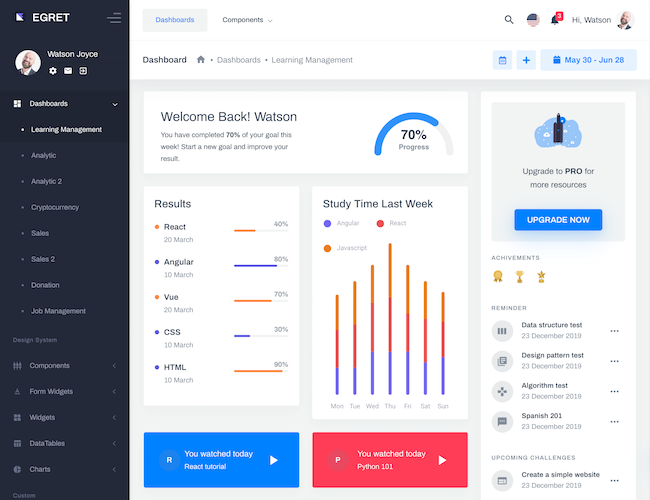 EGRET
Watson Joyce
Dashboards
Learning Management
Analytic
Analytic 2
Cryptocurrency
Sales
Sales 2
Donation
Job Management
Design System
Components
Form Widgets
Widgets
DataTables
Charts
Custom
Dashboards
Components
3
Hi, Watson
Dashboard • Dashboards • Learning Management
May 30 - Jun 28
Welcome Back! Watson
You have completed 70% of your goal this
week! Start a new goal and improve your
result.
70%
Progress
Results
React 40%
20 March
Angular 80%
10 March
Vue 70%
20 March
CSS 30%
10 March
HTML 90%
10 March
Study Time Last Week
Angular React
Javascript
Mon Tue Wed Thu Fri Sat Sun
R
You watched today
React tutorial
P
You watched today
Python 101
Upgrade to PRO for
more resources
UPGRADE NOW
ACHIVEMENTS
REMINDER
Data structure test
23 December 2019
Design pattern test
23 December 2019
Algorithm test
23 December 2019
Spanish 201
23 December 2019
UPCOMING CHALLENGES
Create a simple website
23 December 2019